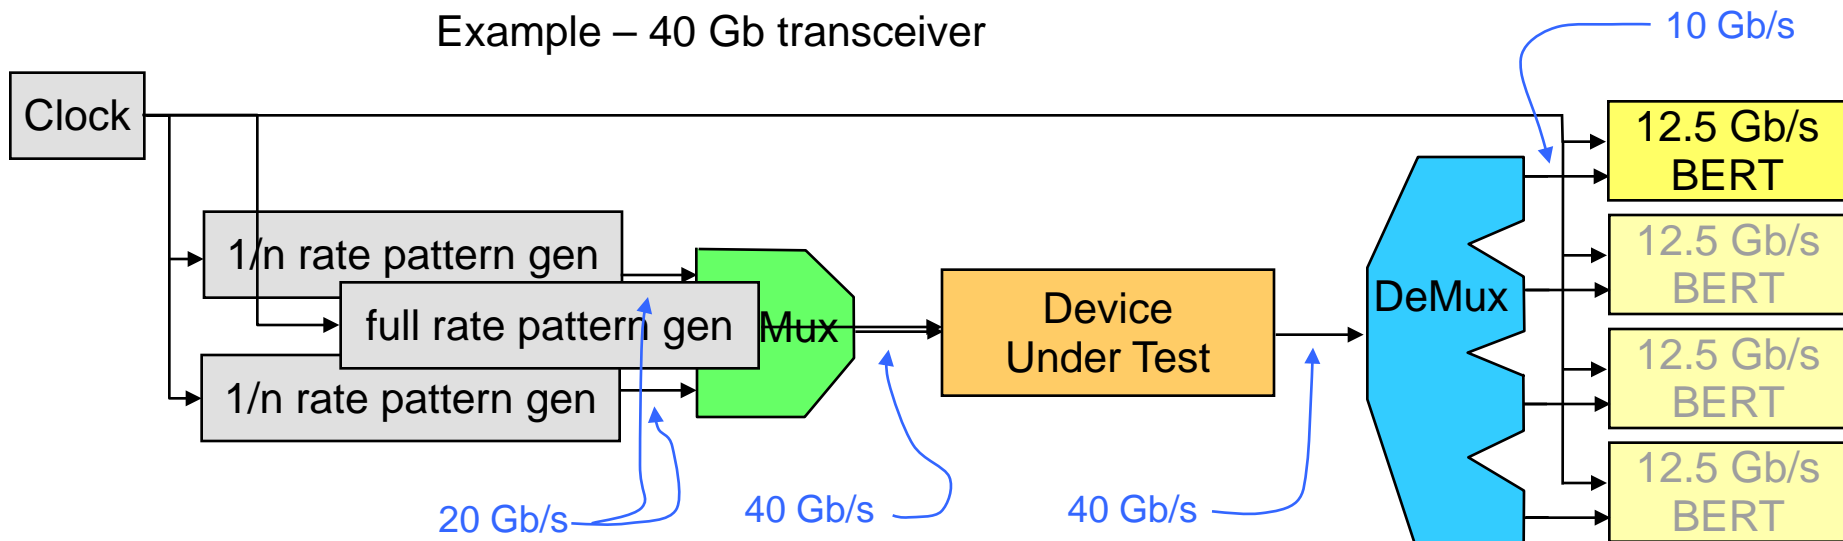 Example – 40 Gb transceiver
10 Gb/s
Clock
12.5 Gb/s
BERT
1/n rate pattern gen
12.5 Gb/s
BERT
full rate pattern gen
Mux
Device
Under Test
DeMux
12.5 Gb/s
BERT
1/n rate pattern gen
12.5 Gb/s
BERT
20 Gb/s
40 Gb/s
40 Gb/s